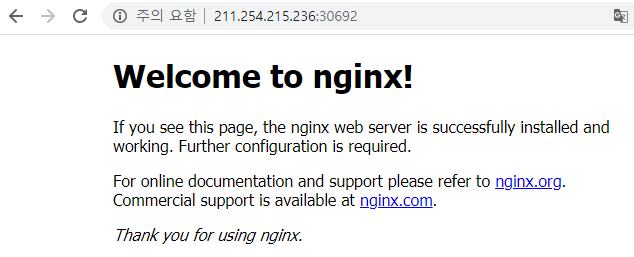 주의 요함 | 211.254.215.236:30692
Welcome to nginx!
If you see this page, the nginx web server is successfully installed and
working. Further configuration is required.
For online documentation and support please refer to nginx.org.
Commercial support is available at nginx.com.
Thank you for using nginx.